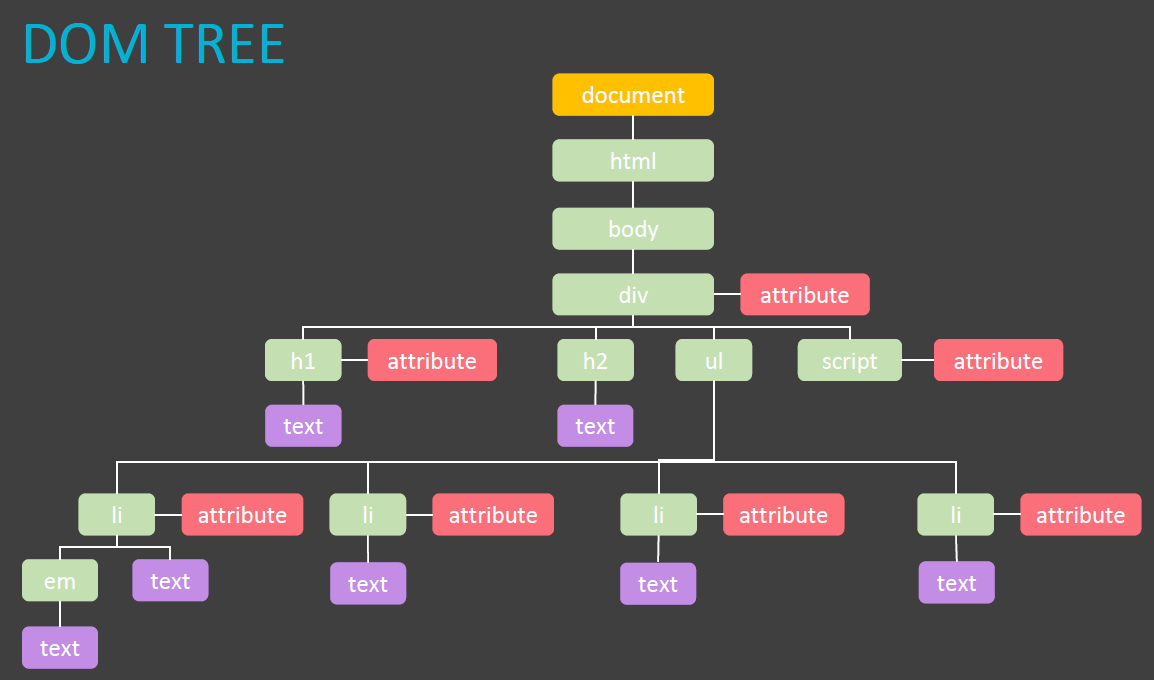 DOM TREE
document
html
body
div attribute
h1 attribute h2 ul script attribute
text text
li attribute li attribute li attribute li attribute
em text text text text
text